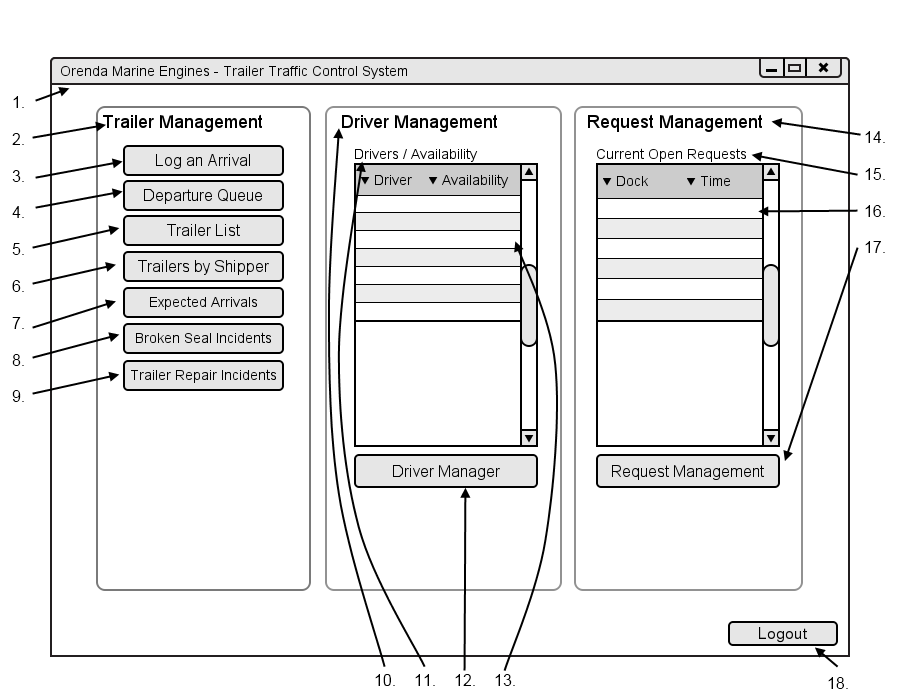 Orenda Marine Engines - Trailer Traffic Control System
1.
2.
3.
4.
5.
6.
7.
8.
9.
Trailer Management
Log an Arrival
Departure Queue
Trailer List
Trailers by Shipper
Expected Arrivals
Broken Seal Incidents
Trailer Repair Incidents
Driver Management
Drivers / Availability
Driver Availability
Driver Manager
Request Management
Current Open Requests
Dock Time
Request Management
14.
15.
16.
17.
Logout
10. 11. 12. 13.
18.